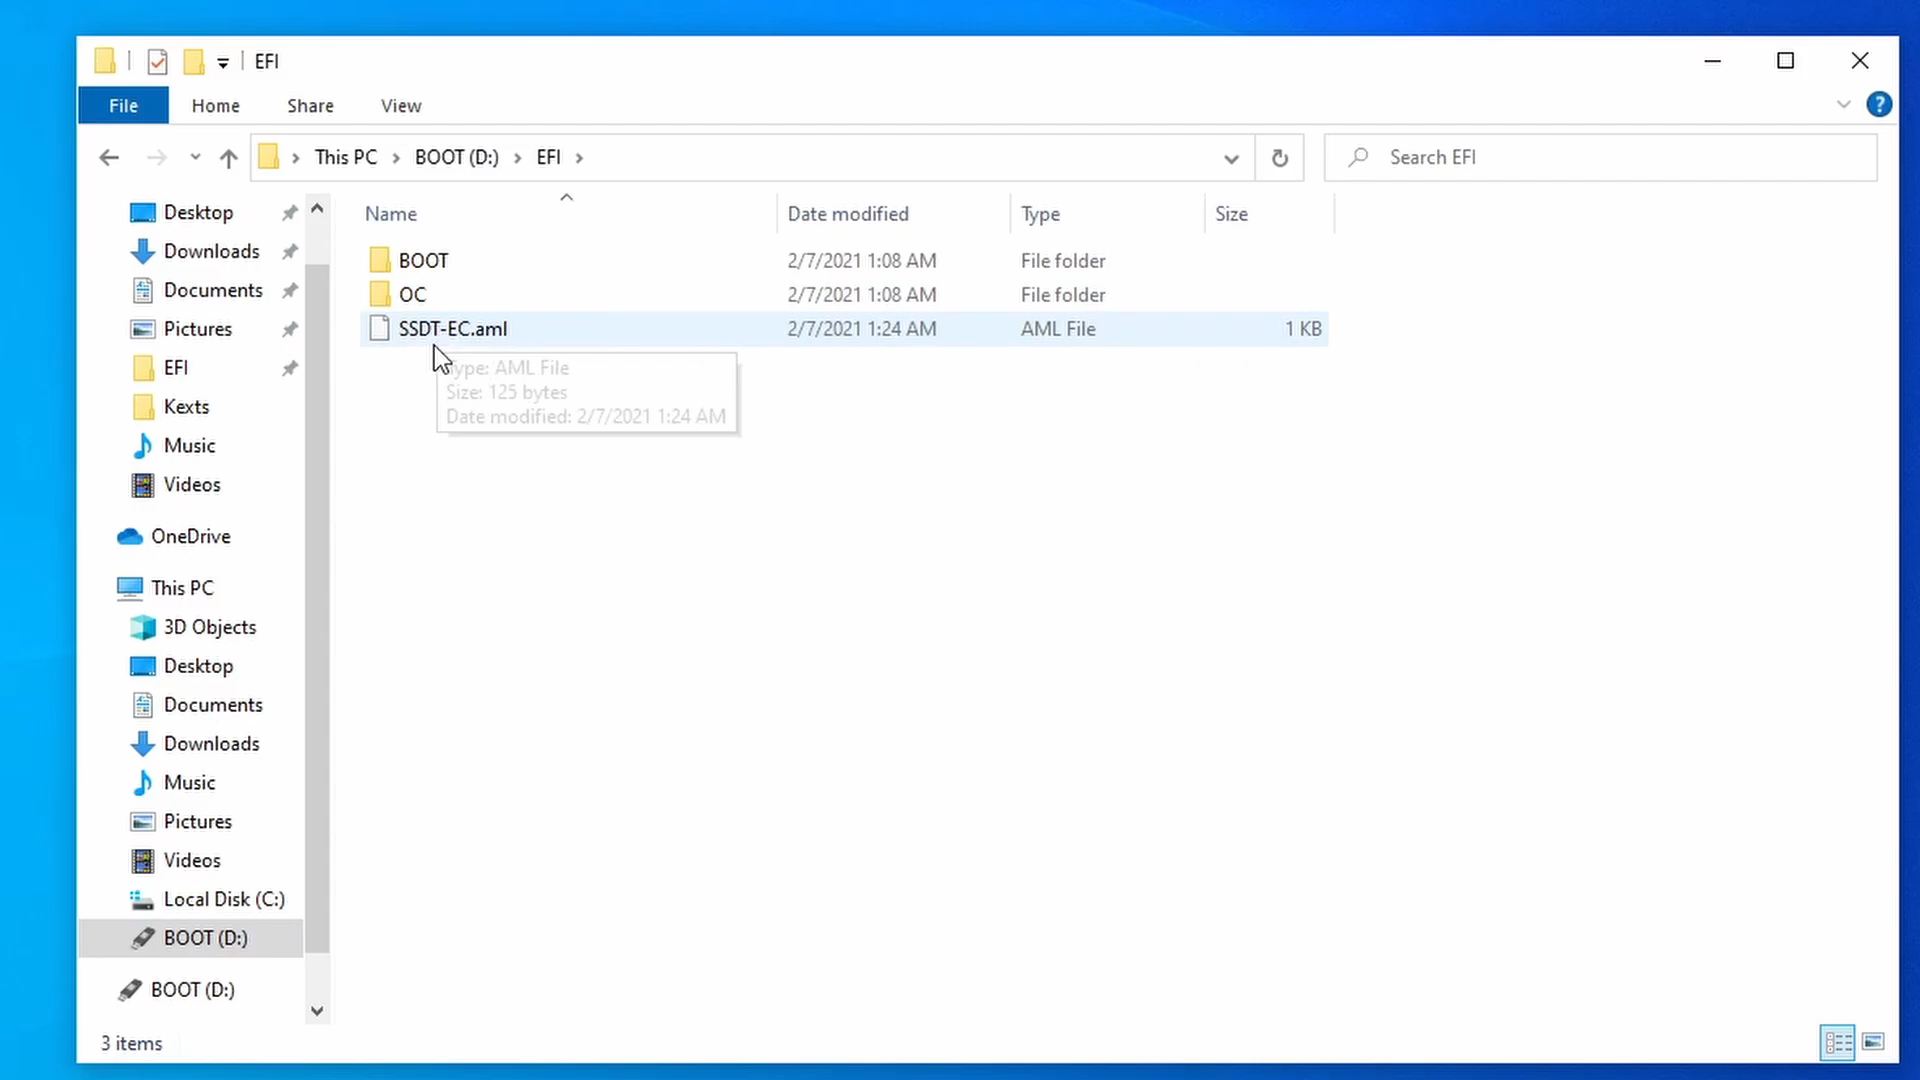 EFI
File Home Share View
This PC BOOT (D:) EFI
Search EFI
Desktop
Downloads
Documents
Pictures
EFI
Kexts
Music
Videos
OneDrive
This PC
3D Objects
Desktop
Documents
Downloads
Music
Pictures
Videos
Local Disk (C:)
BOOT (D:)
BOOT (D:)
Name Date modified Type Size
BOOT 2/7/2021 1:08 AM File folder
OC 2/7/2021 1:08 AM File folder
SSDT-EC.aml 2/7/2021 1:24 AM AML File 1 KB
ype: AML File
Size: 125 bytes
Date modified: 2/7/2021 1:24 AM
3 items